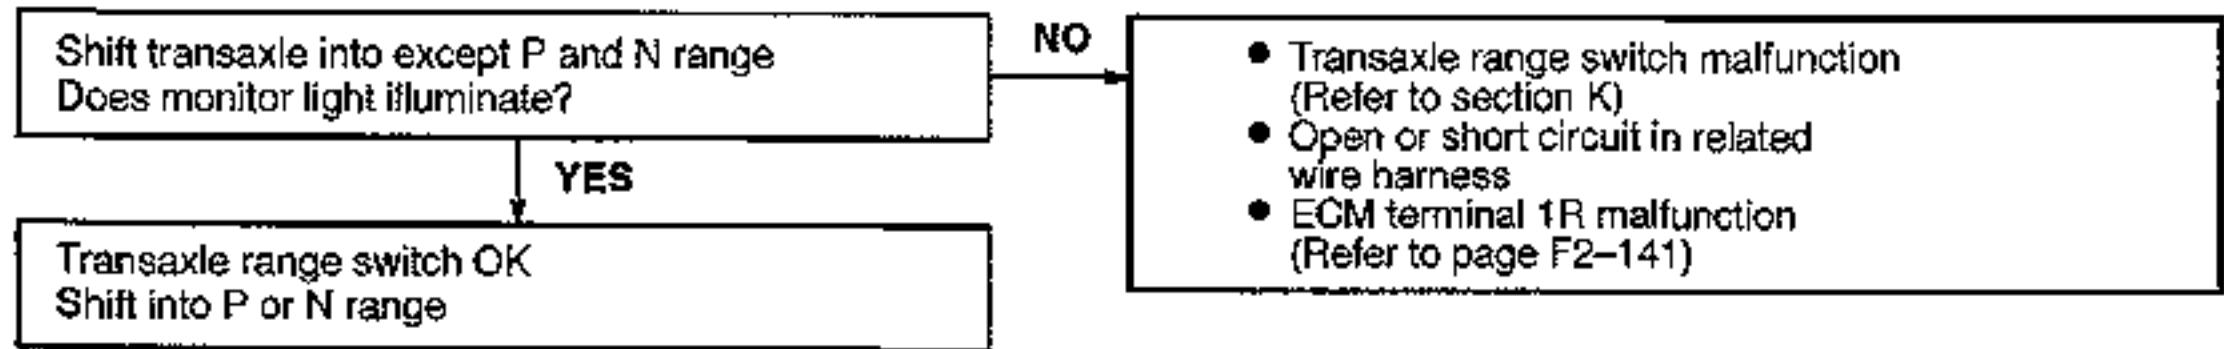 Shift transaxle into except P and N range
Does monitor light illuminate?
NO
● Transaxle range switch malfunction
(Refer to section K)
● Open or short circuit in related
wire harness
● ECM terminal 1R malfunction
(Refer to page F2–141)
YES
Transaxle range switch OK
Shift into P or N range